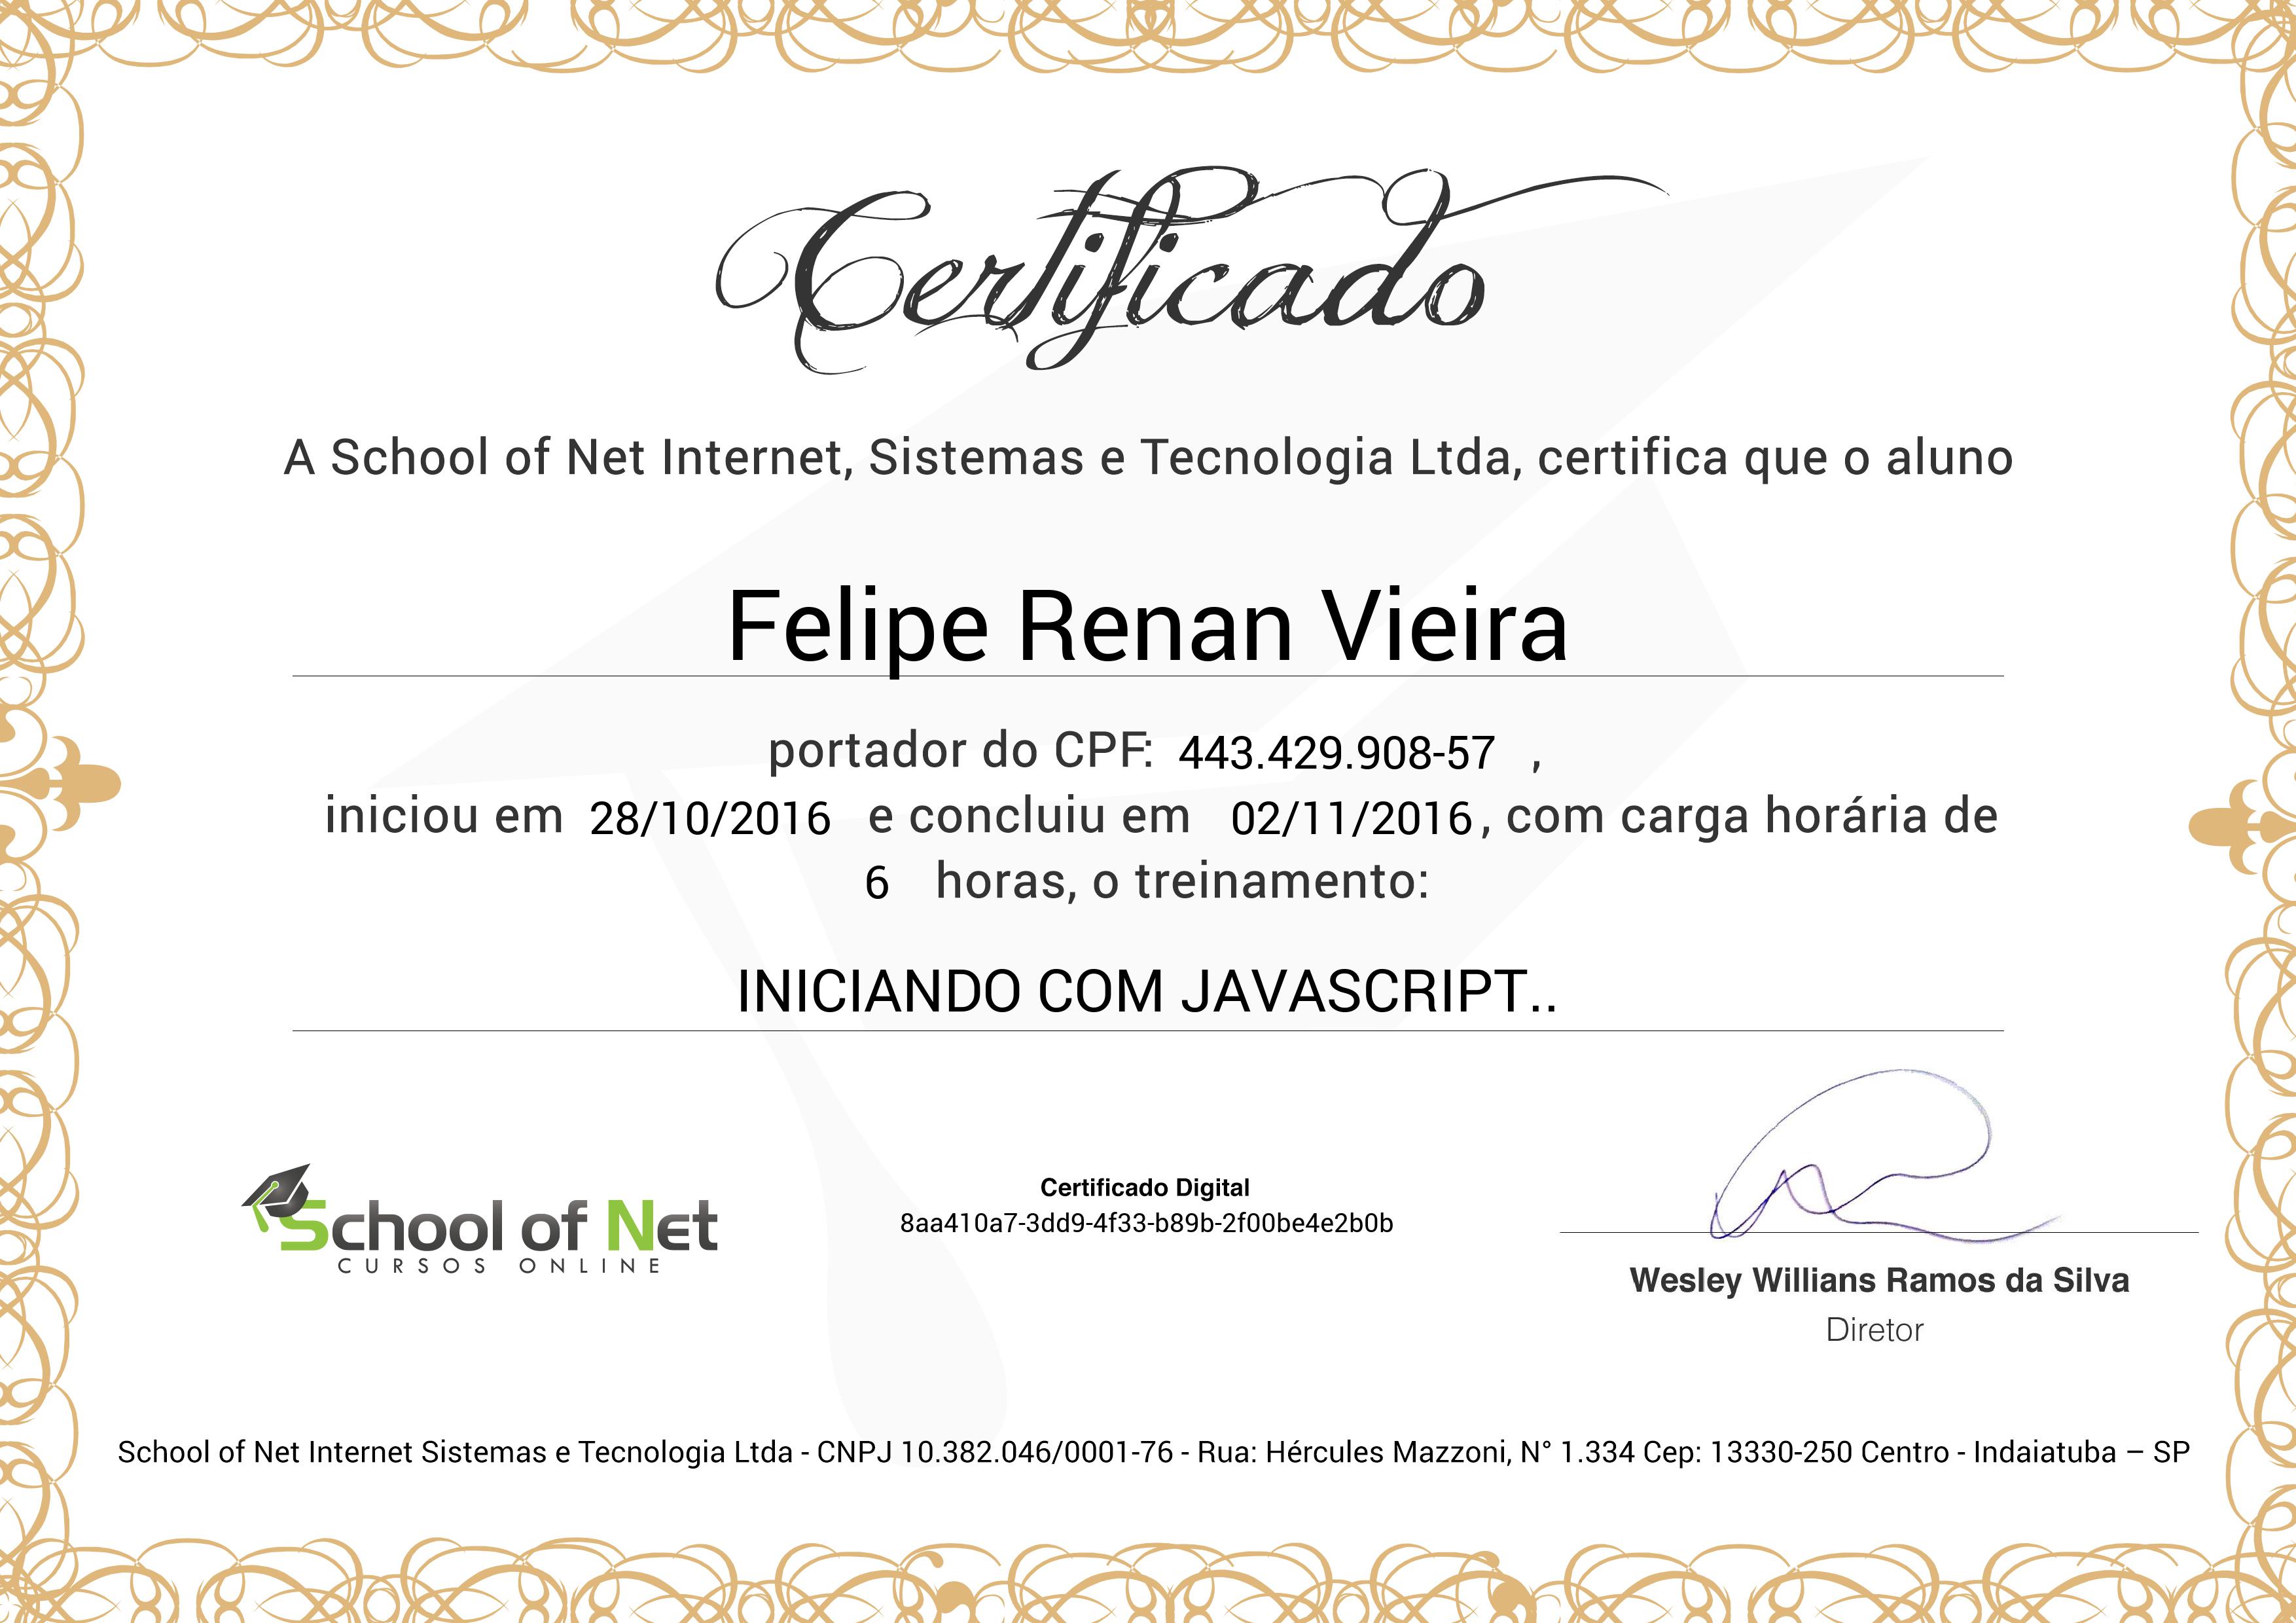 Certificado
A School of Net Internet, Sistemas e Tecnologia Ltda, certifica que o aluno
Felipe Renan Vieira
portador do CPF: 443.429.908-57 ,
iniciou em 28/10/2016 e concluiu em 02/11/2016, com carga horária de
6 horas, o treinamento:
INICIANDO COM JAVASCRIPT..
School of Net
CURSOS ONLINE
Certificado Digital
8aa410a7-3dd9-4f33-b89b-2f00be4e2b0b
Wesley Willians Ramos da Silva
Diretor
School of Net Internet Sistemas e Tecnologia Ltda - CNPJ 10.382.046/0001-76 - Rua: Hércules Mazzoni, N° 1.334 Cep: 13330-250 Centro - Indaiatuba – SP